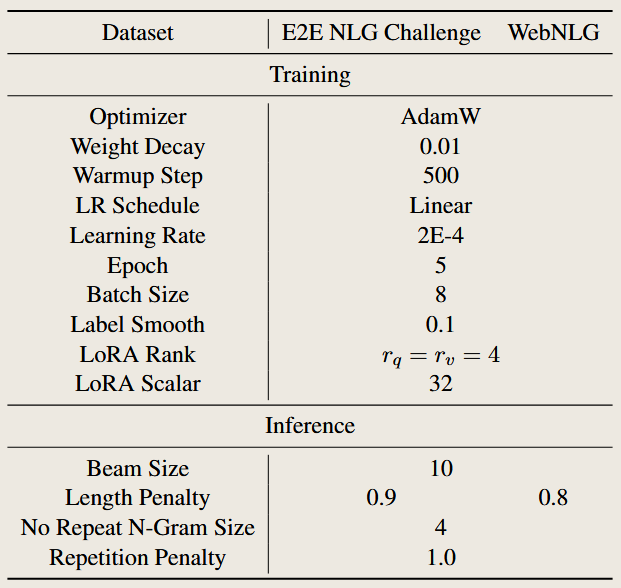 Dataset E2E NLG Challenge WebNLG
Training
Optimizer AdamW
Weight Decay 0.01
Warmup Step 500
LR Schedule Linear
Learning Rate 2E-4
Epoch 5
Batch Size 8
Label Smooth 0.1
LoRA Rank r_q = r_v = 4
LoRA Scalar 32
Inference
Beam Size 10
Length Penalty 0.9 0.8
No Repeat N-Gram Size 4
Repetition Penalty 1.0